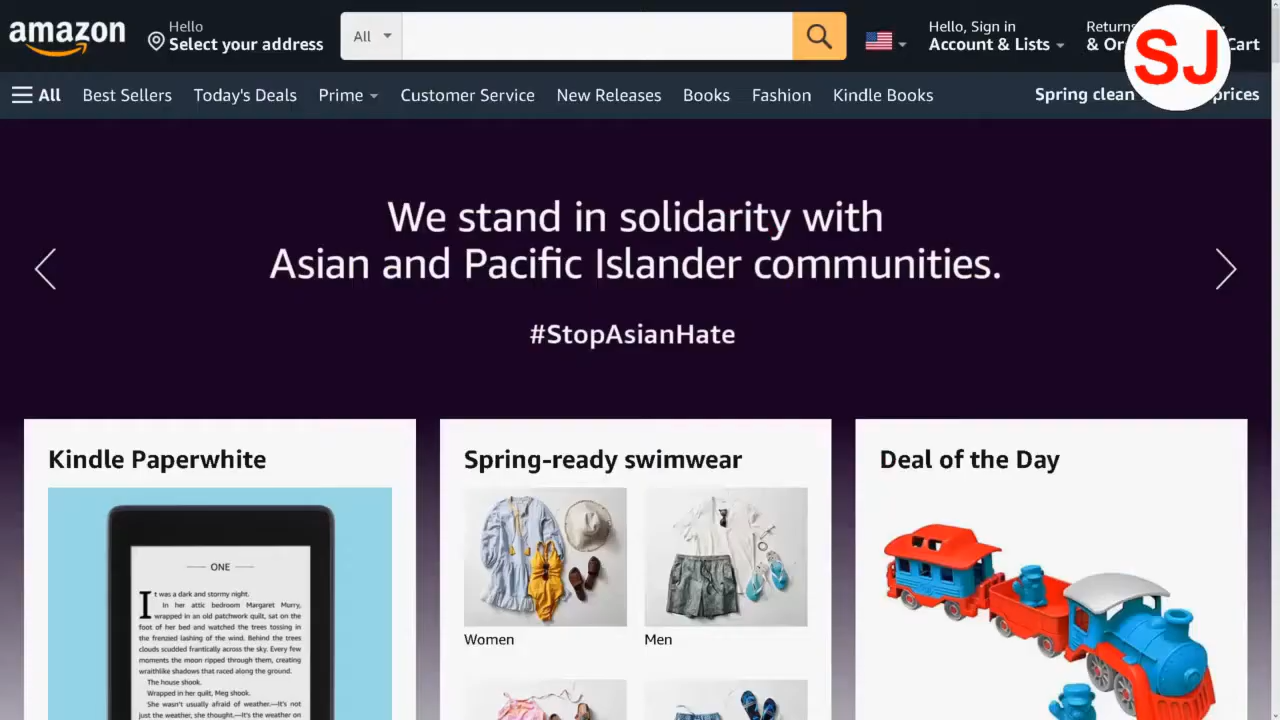 amazon
Hello
Select your address
All
Hello, Sign in
Account & Lists
Returns
& Or
Cart
SJ
All
Best Sellers
Today's Deals
Prime
Customer Service
New Releases
Books
Fashion
Kindle Books
Spring clean
prices
We stand in solidarity with
Asian and Pacific Islander communities.
#StopAsianHate
Kindle Paperwhite
ONE
It was a dark and stormy night.
In her attic bedroom Margaret Murry,
wrapped in an old patchwork quilt, sat on the
foot of her bed and watched the trees tossing in
the frenzied lashing of the wind. Behind the trees
clouds scudded frantically across the sky. Every few
moments the moon ripped through them, creating
wraithlike shadows that raced along the ground.
The house shook.
Wrapped in her quilt, Meg shook.
She wasn't usually afraid of weather.—It's not
just the weather, she thought.—It's the weather on
Spring-ready swimwear
Women
Men
Deal of the Day